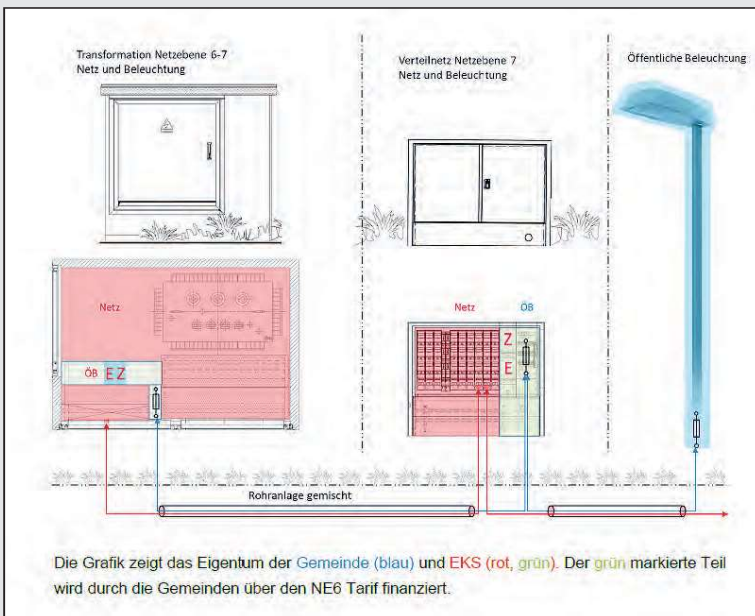 Transformation Netzebene 6-7
Netz und Beleuchtung
Verteilnetz Netzebene 7
Netz und Beleuchtung
Öffentliche Beleuchtung
Netz
ÖB E Z
Netz
ÖB
Z
E
Rohranlage gemischt
Die Grafik zeigt das Eigentum der Gemeinde (blau) und EKS (rot, grün). Der grün markierte Teil
wird durch die Gemeinden über den NE6 Tarif finanziert.